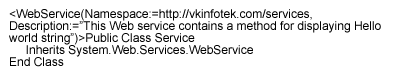 <WebService(Namespace:=http://vkinfotek.com/services,
Description:="This Web service contains a method for displaying Hello
world string")>Public Class Service
Inherits System.Web.Services.WebService
End Class